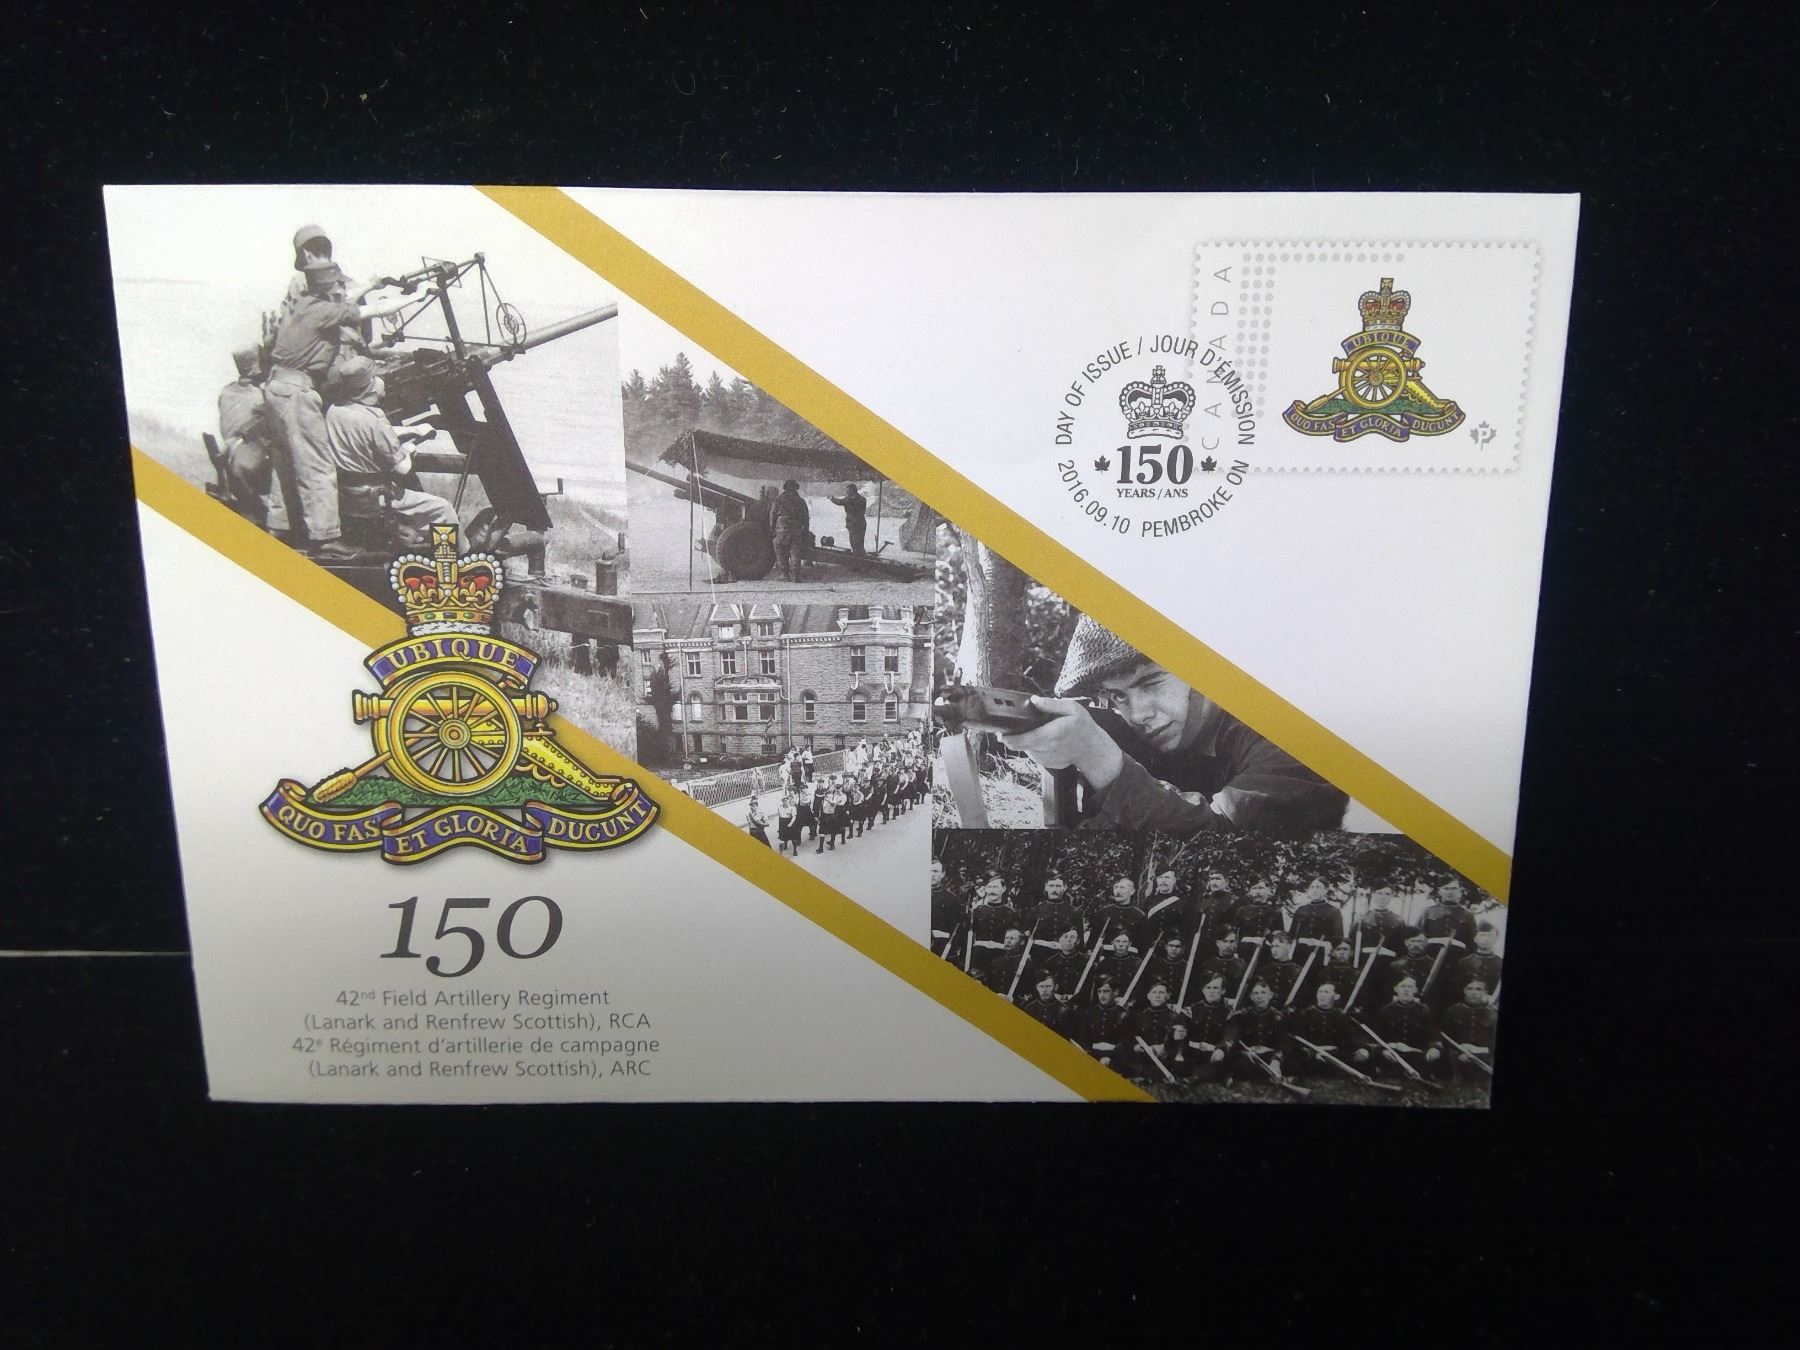 CANADA
UBIQUE
QUO FAS ET GLORIA DUCUNT
P
DAY OF ISSUE / JOUR D'ÉMISSION
150
YEARS / ANS
2016.09.10 PEMBROKE ON
UBIQUE
QUO FAS ET GLORIA DUCUNT
150
42nd Field Artillery Regiment
(Lanark and Renfrew Scottish), RCA
42e Régiment d'artillerie de campagne
(Lanark and Renfrew Scottish), ARC